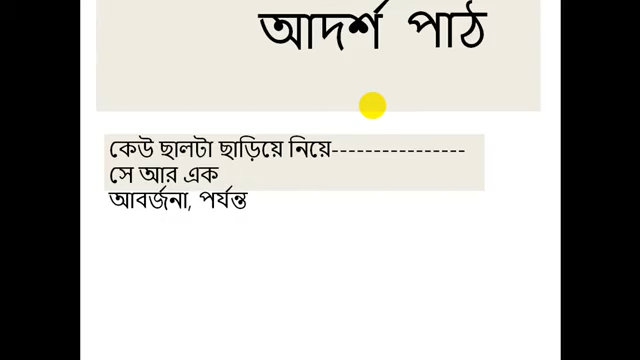 আদর্শ পাঠ
কেউ ছালটা ছাড়িয়ে নিয়ে----------------
সে আর এক
আবর্জনা, পর্যন্ত